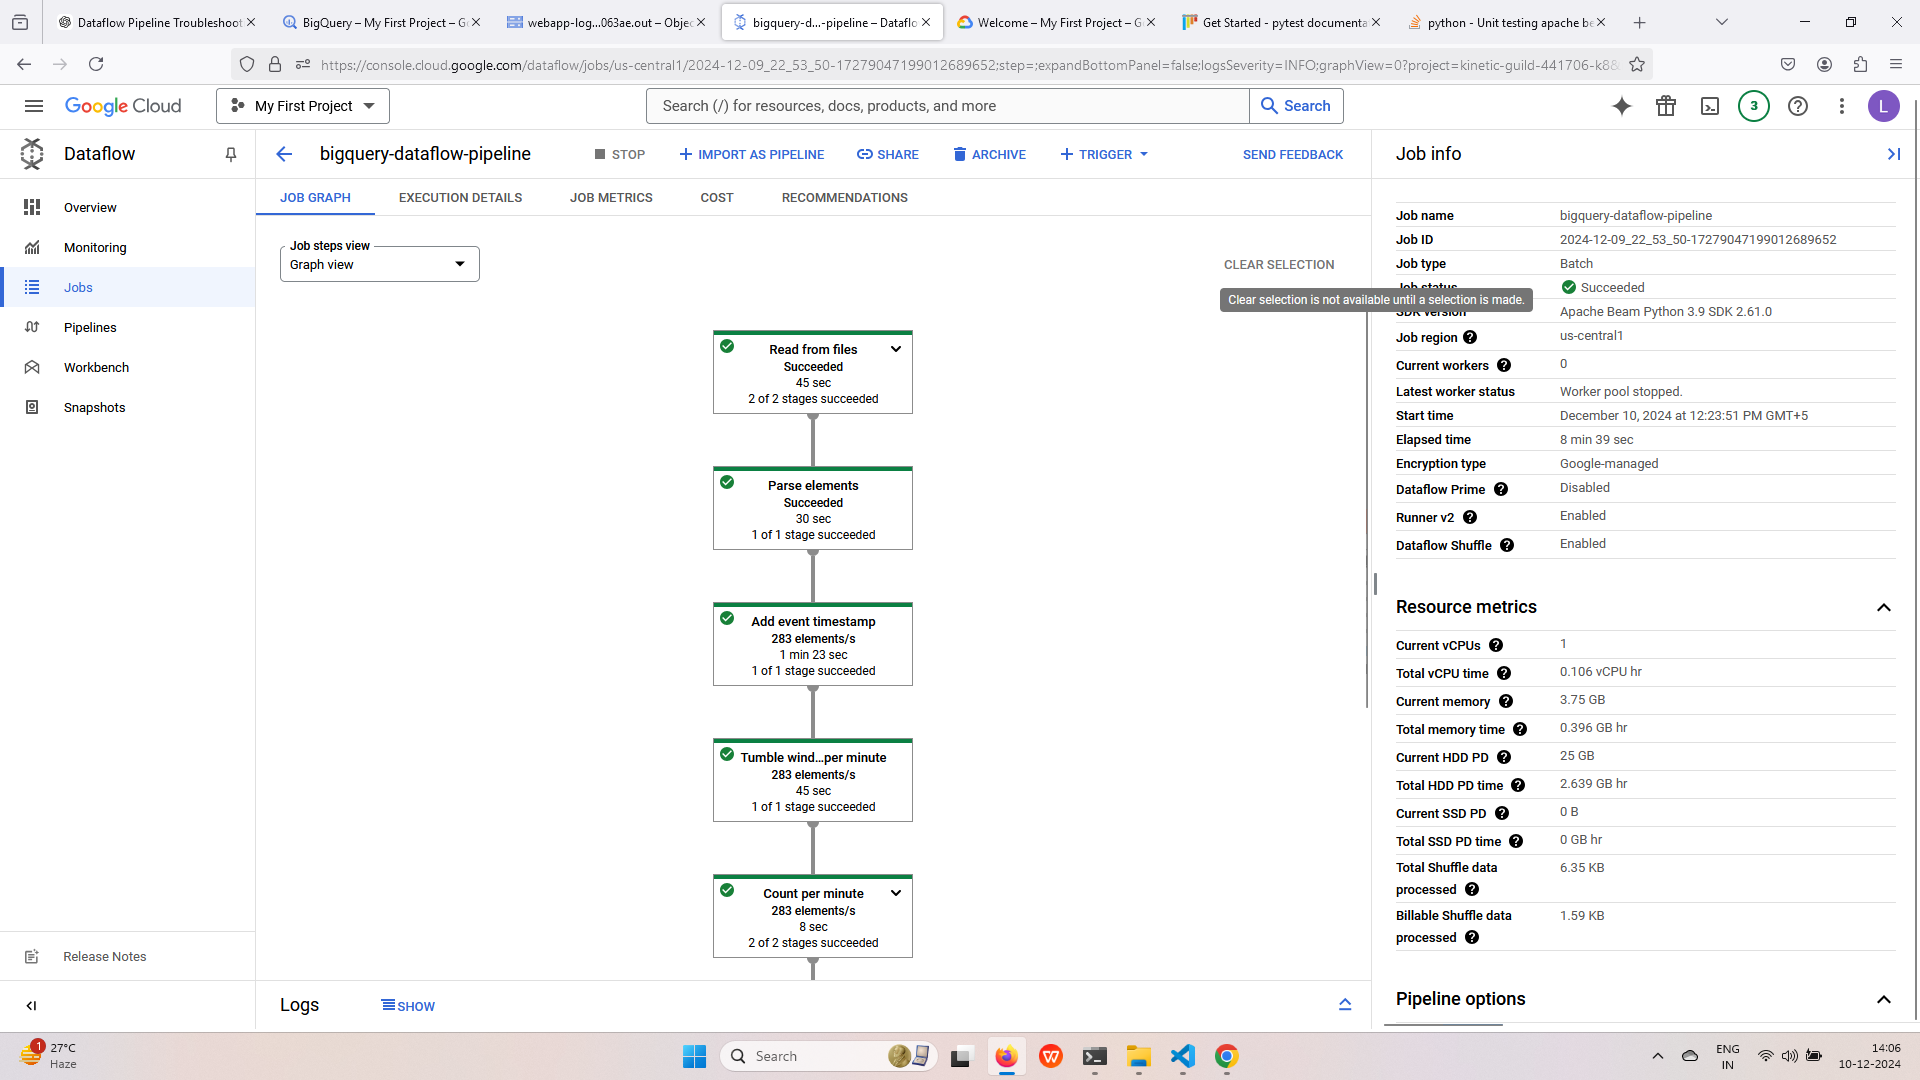 Dataflow Pipeline Troubleshoot
BigQuery – My First Project – Go
webapp-log...063ae.out – Objec
bigquery-d...-pipeline – Dataflo
Welcome – My First Project – Go
Get Started - pytest documenta
python - Unit testing apache be
https://console.cloud.google.com/dataflow/jobs/us-central1/2024-12-09_22_53_50-17279047199012689652;step=;expandBottomPanel=false;logsSeverity=INFO;graphView=0?project=kinetic-guild-441706-k8&
Google Cloud
My First Project
Search (/) for resources, docs, products, and more
Search
3
L
Dataflow
bigquery-dataflow-pipeline
STOP
IMPORT AS PIPELINE
SHARE
ARCHIVE
TRIGGER
SEND FEEDBACK
Job info
Overview
Monitoring
Jobs
Pipelines
Workbench
Snapshots
Release Notes
JOB GRAPH
EXECUTION DETAILS
JOB METRICS
COST
RECOMMENDATIONS
Job steps view
Graph view
CLEAR SELECTION
Clear selection is not available until a selection is made.
Read from files
Succeeded
45 sec
2 of 2 stages succeeded
Parse elements
Succeeded
30 sec
1 of 1 stage succeeded
Add event timestamp
283 elements/s
1 min 23 sec
1 of 1 stage succeeded
Tumble wind...per minute
283 elements/s
45 sec
1 of 1 stage succeeded
Count per minute
283 elements/s
8 sec
2 of 2 stages succeeded
Logs
SHOW
Job name bigquery-dataflow-pipeline
Job ID 2024-12-09_22_53_50-17279047199012689652
Job type Batch
Job status Succeeded
SDK version Apache Beam Python 3.9 SDK 2.61.0
Job region us-central1
Current workers 0
Latest worker status Worker pool stopped.
Start time December 10, 2024 at 12:23:51 PM GMT+5
Elapsed time 8 min 39 sec
Encryption type Google-managed
Dataflow Prime Disabled
Runner v2 Enabled
Dataflow Shuffle Enabled
Resource metrics
Current vCPUs 1
Total vCPU time 0.106 vCPU hr
Current memory 3.75 GB
Total memory time 0.396 GB hr
Current HDD PD 25 GB
Total HDD PD time 2.639 GB hr
Current SSD PD 0 B
Total SSD PD time 0 GB hr
Total Shuffle data 6.35 KB
processed
Billable Shuffle data 1.59 KB
processed
Pipeline options
1
27°C
Haze
Search
ENG
IN
14:06
10-12-2024